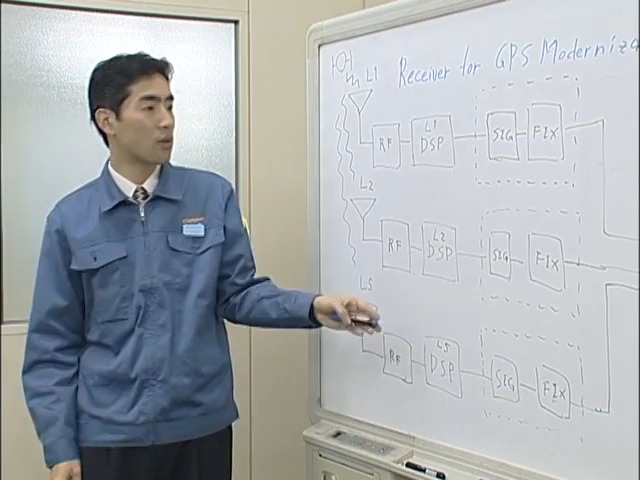 Receiver for GPS Moderniza
L1
RF L1 DSP SIG FIX
L2
RF L2 DSP SIG FIX
L5
RF L5 DSP SIG FIX